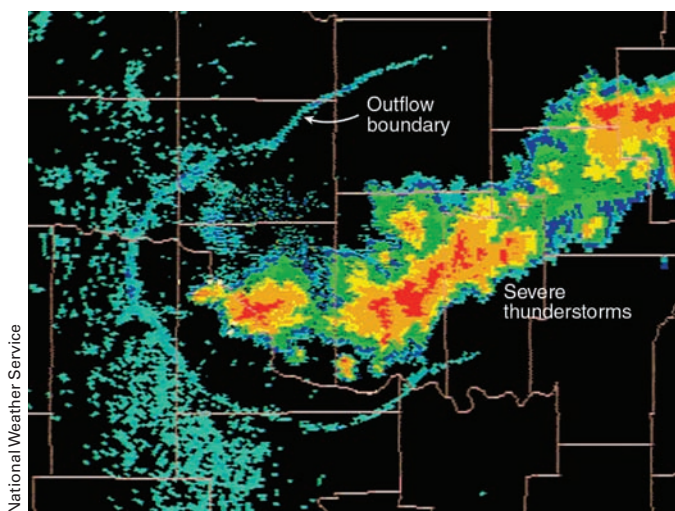 Outflow
boundary
Severe
thunderstorms
National Weather Service